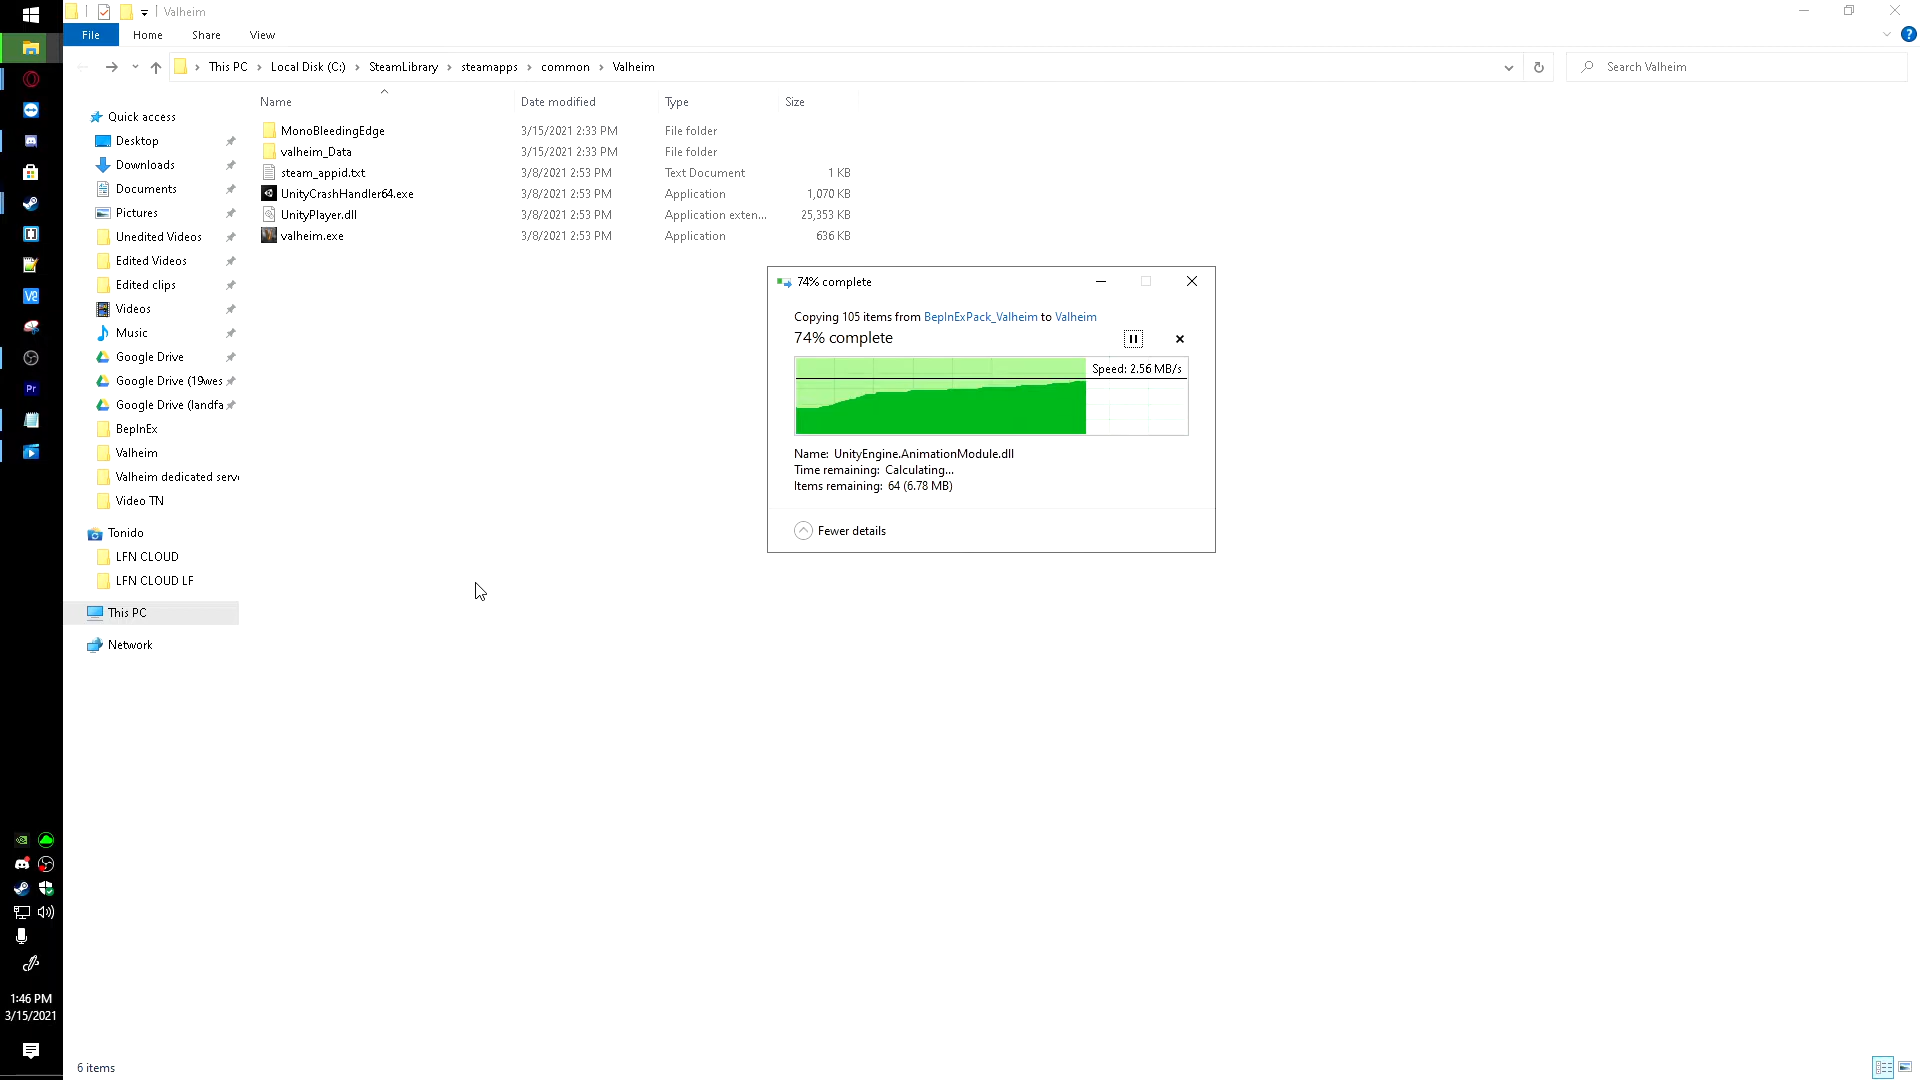 Valheim
File Home Share View
This PC > Local Disk (C:) > SteamLibrary > steamapps > common > Valheim
Search Valheim
Name Date modified Type Size
MonoBleedingEdge 3/15/2021 2:33 PM File folder
valheim_Data 3/15/2021 2:33 PM File folder
steam_appid.txt 3/8/2021 2:53 PM Text Document 1 KB
UnityCrashHandler64.exe 3/8/2021 2:53 PM Application 1,070 KB
UnityPlayer.dll 3/8/2021 2:53 PM Application exten... 25,353 KB
valheim.exe 3/8/2021 2:53 PM Application 636 KB
Quick access
Desktop
Downloads
Documents
Pictures
Unedited Videos
Edited Videos
Edited clips
Videos
Music
Google Drive
Google Drive (19wes
Google Drive (landfa
BepInEx
Valheim
Valheim dedicated serv
Video TN
Tonido
LFN CLOUD
LFN CLOUD LF
This PC
Network
74% complete
Copying 105 items from BepInExPack_Valheim to Valheim
74% complete
Speed: 2.56 MB/s
Name: UnityEngine.AnimationModule.dll
Time remaining: Calculating...
Items remaining: 64 (6.78 MB)
Fewer details
Pr
1:46 PM
3/15/2021
6 items